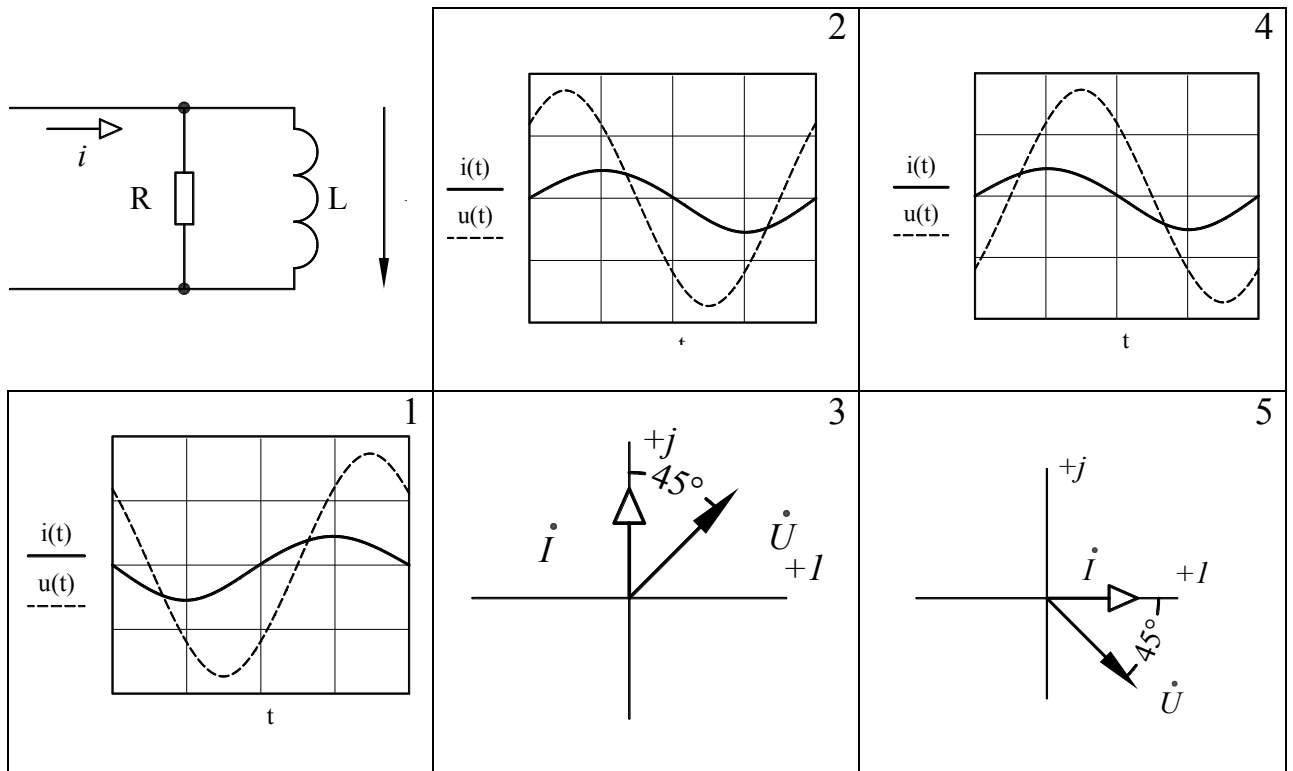 i
R
L
2
i(t)
u(t)
t
4
i(t)
u(t)
t
1
i(t)
u(t)
t
3
+j
45°
İ
U̇
+1
5
+j
İ
+1
45°
U̇